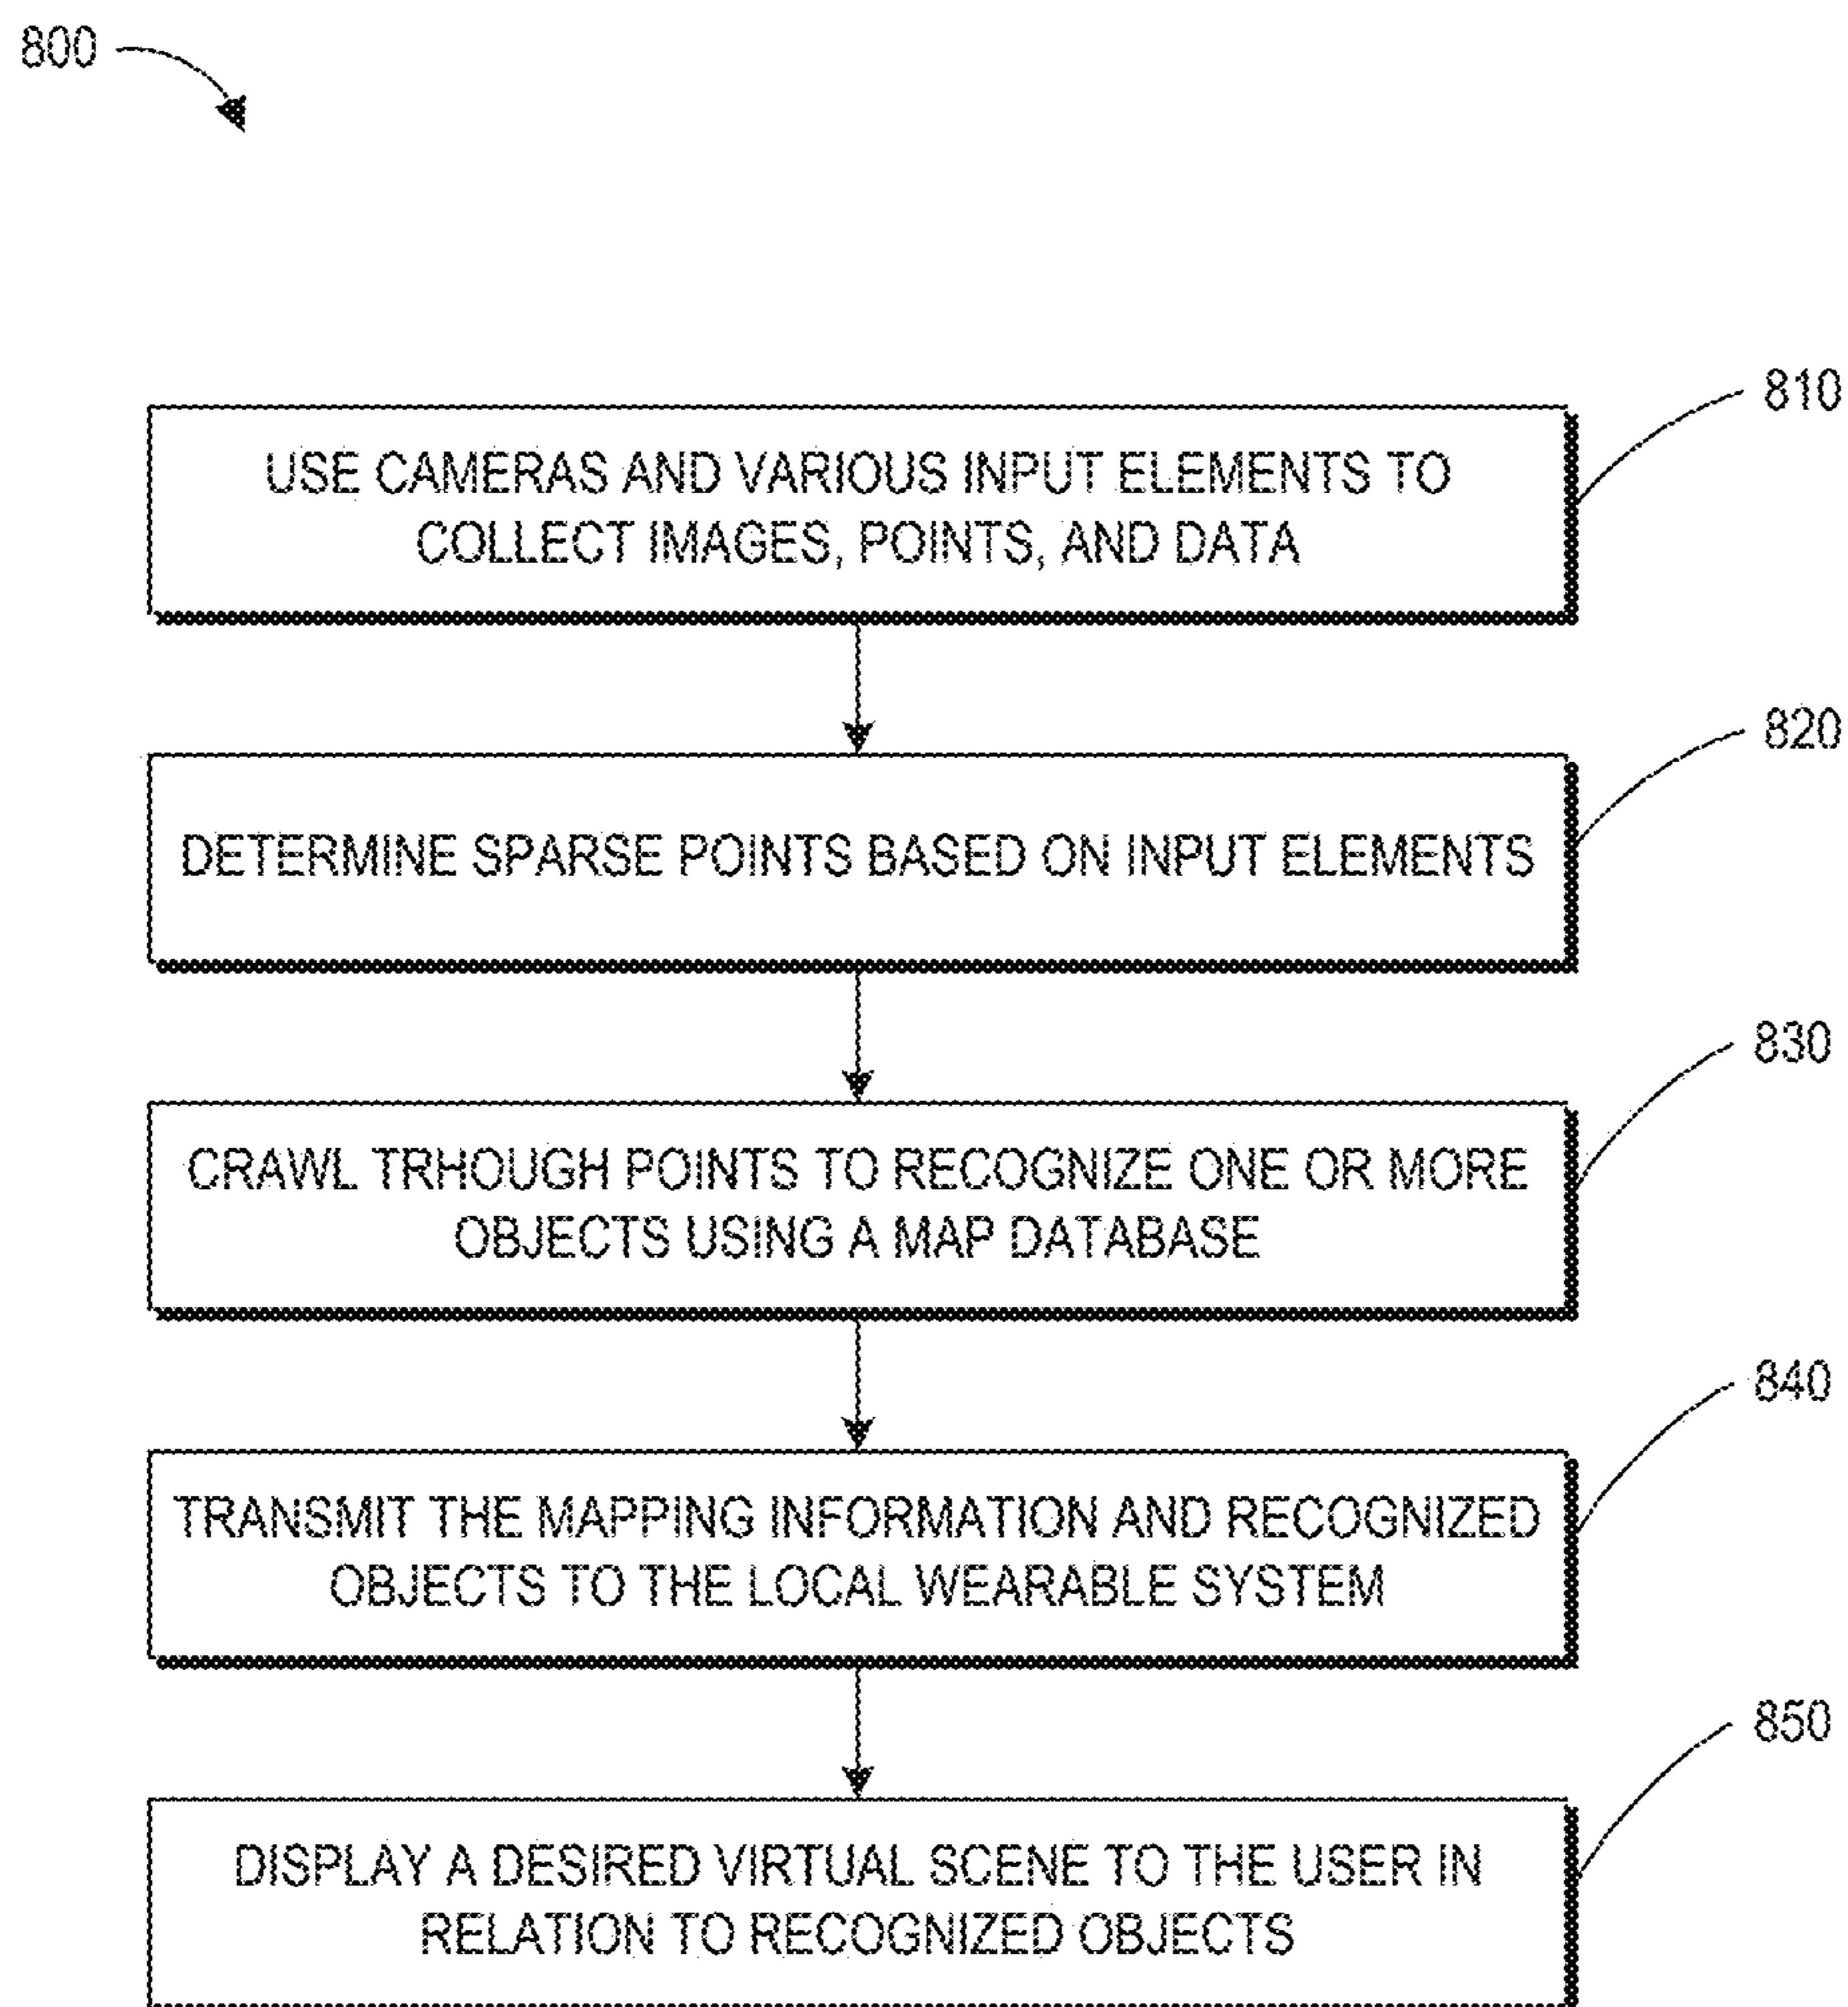 800
810
USE CAMERAS AND VARIOUS INPUT ELEMENTS TO
COLLECT IMAGES, POINTS, AND DATA
820
DETERMINE SPARSE POINTS BASED ON INPUT ELEMENTS
830
CRAWL TRHOUGH POINTS TO RECOGNIZE ONE OR MORE
OBJECTS USING A MAP DATABASE
840
TRANSMIT THE MAPPING INFORMATION AND RECOGNIZED
OBJECTS TO THE LOCAL WEARABLE SYSTEM
850
DISPLAY A DESIRED VIRTUAL SCENE TO THE USER IN
RELATION TO RECOGNIZED OBJECTS